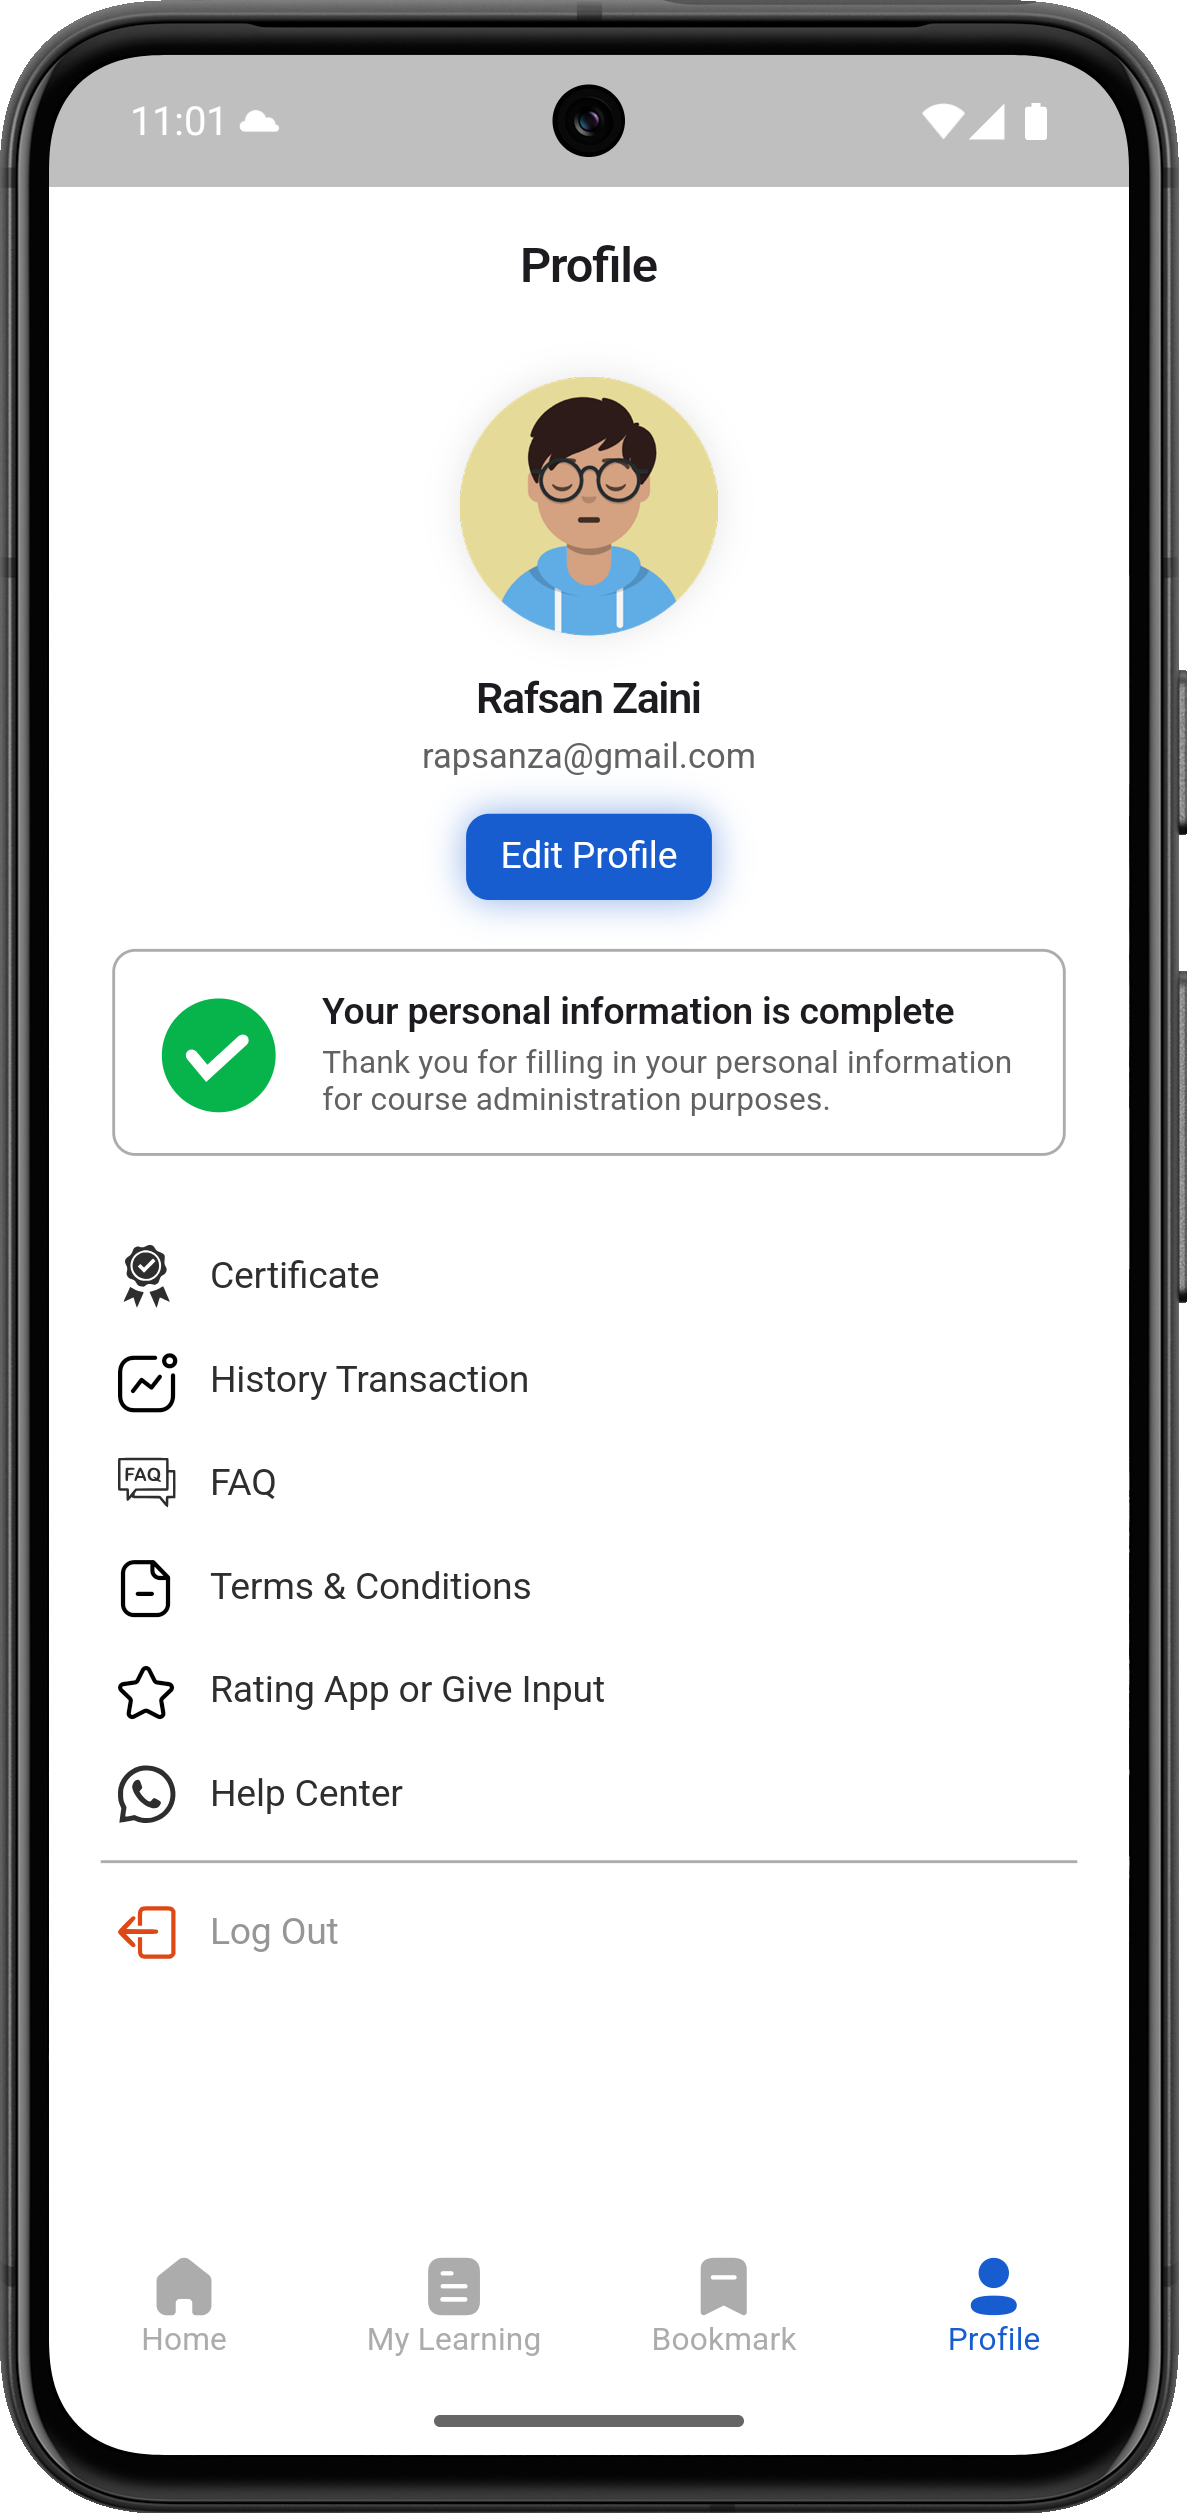 11:01
Profile
Rafsan Zaini
rapsanza@gmail.com
Edit Profile
Your personal information is complete
Thank you for filling in your personal information
for course administration purposes.
Certificate
History Transaction
FAQ
FAQ
Terms & Conditions
Rating App or Give Input
Help Center
Log Out
Home
My Learning
Bookmark
Profile